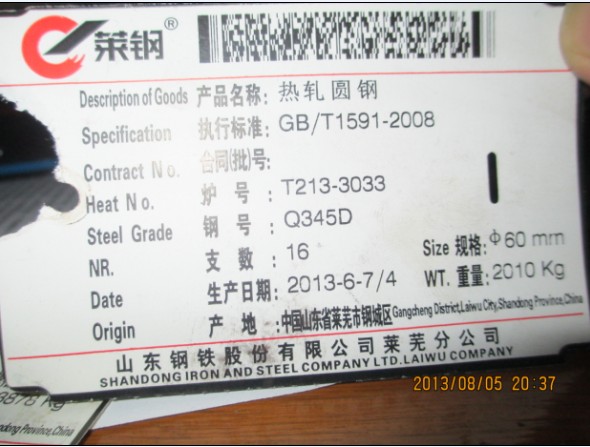 莱钢®
Description of Goods 产品名称: 热轧圆钢
Specification 执行标准: GB/T1591-2008
Contract No. 合同(批)号:
Heat No. 炉号: T213-3033
Steel Grade 钢号: Q345D
NR. 支数: 16 Size 规格: Φ60 mm
Date 生产日期: 2013-6-7/4 WT. 重量: 2010 Kg
Origin 产地: 中国山东省莱芜市钢城区 Gangcheng District,Laiwu City,Shandong Province,China
山东钢铁股份有限公司莱芜分公司
SHANDONG IRON AND STEEL COMPANY LTD.LAIWU COMPANY
2013/08/05 20:37
Kg
Province,China